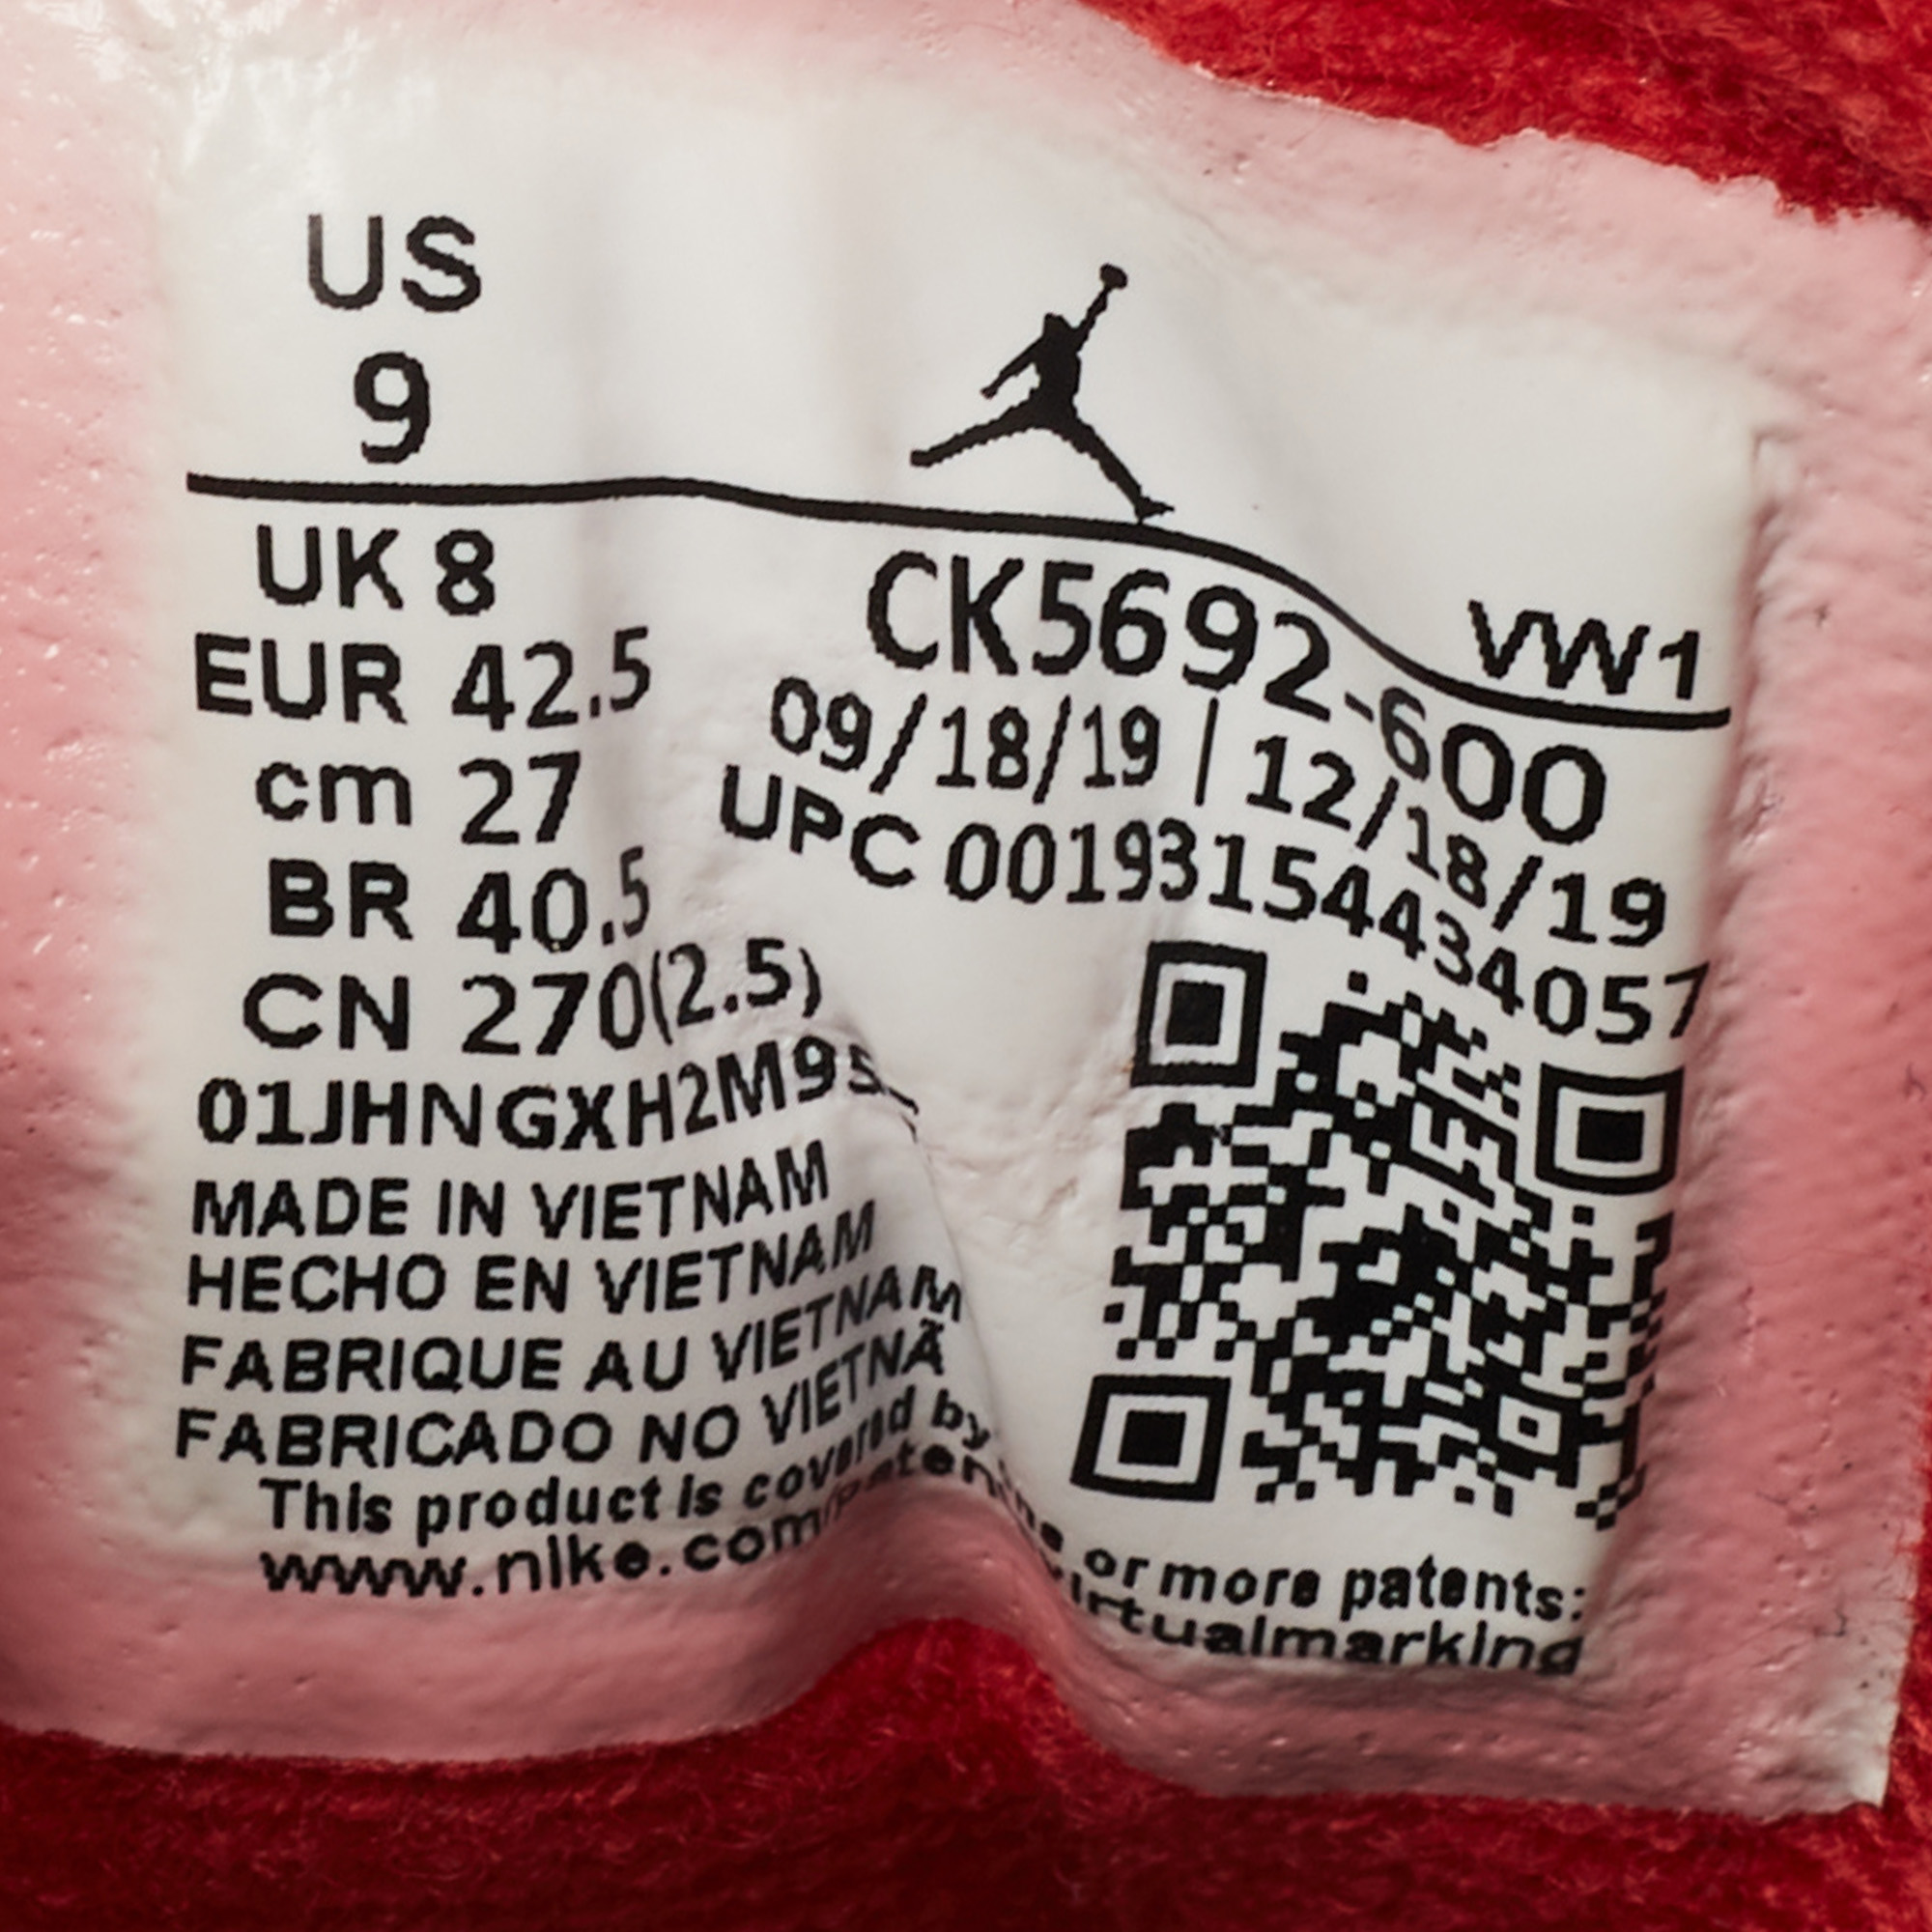 US
9
UK 8
EUR 42.5
cm 27
BR 40.5
CN 270(2.5)
01JHNGXH2M95
MADE IN VIETNAM
HECHO EN VIETNAM
FABRIQUE AU VIETNAM
FABRICADO NO VIETNÃ
VW1
CK5692-600
09/18/19 | 12/18/19
UPC 00193154434057
This product is covered by or more patents:
www.nike.com/patent virtualmarking